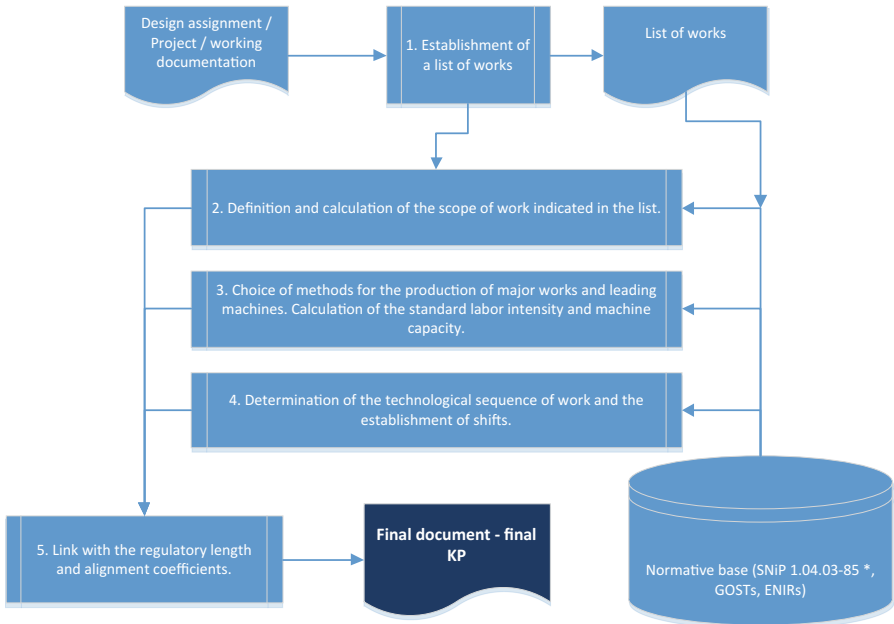 Design assignment /
Project / working
documentation
1. Establishment of
a list of works
List of works
2. Definition and calculation of the scope of work indicated in the list.
3. Choice of methods for the production of major works and leading
machines. Calculation of the standard labor intensity and machine
capacity.
4. Determination of the technological sequence of work and the
establishment of shifts.
5. Link with the regulatory length
and alignment coefficients.
Final document - final
KP
Normative base (SNiP 1.04.03-85 *,
GOSTs, ENIRs)